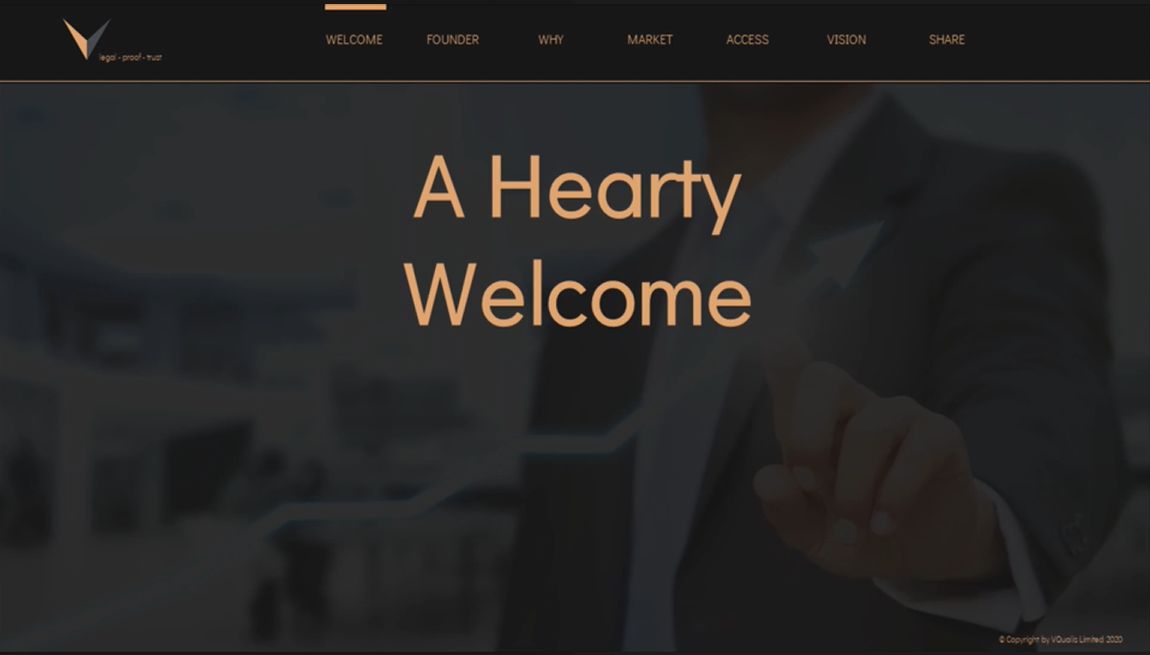 legal - proof - trust
WELCOME FOUNDER WHY MARKET ACCESS VISION SHARE
A Hearty
Welcome
© Copyright by VQualis Limited 2020